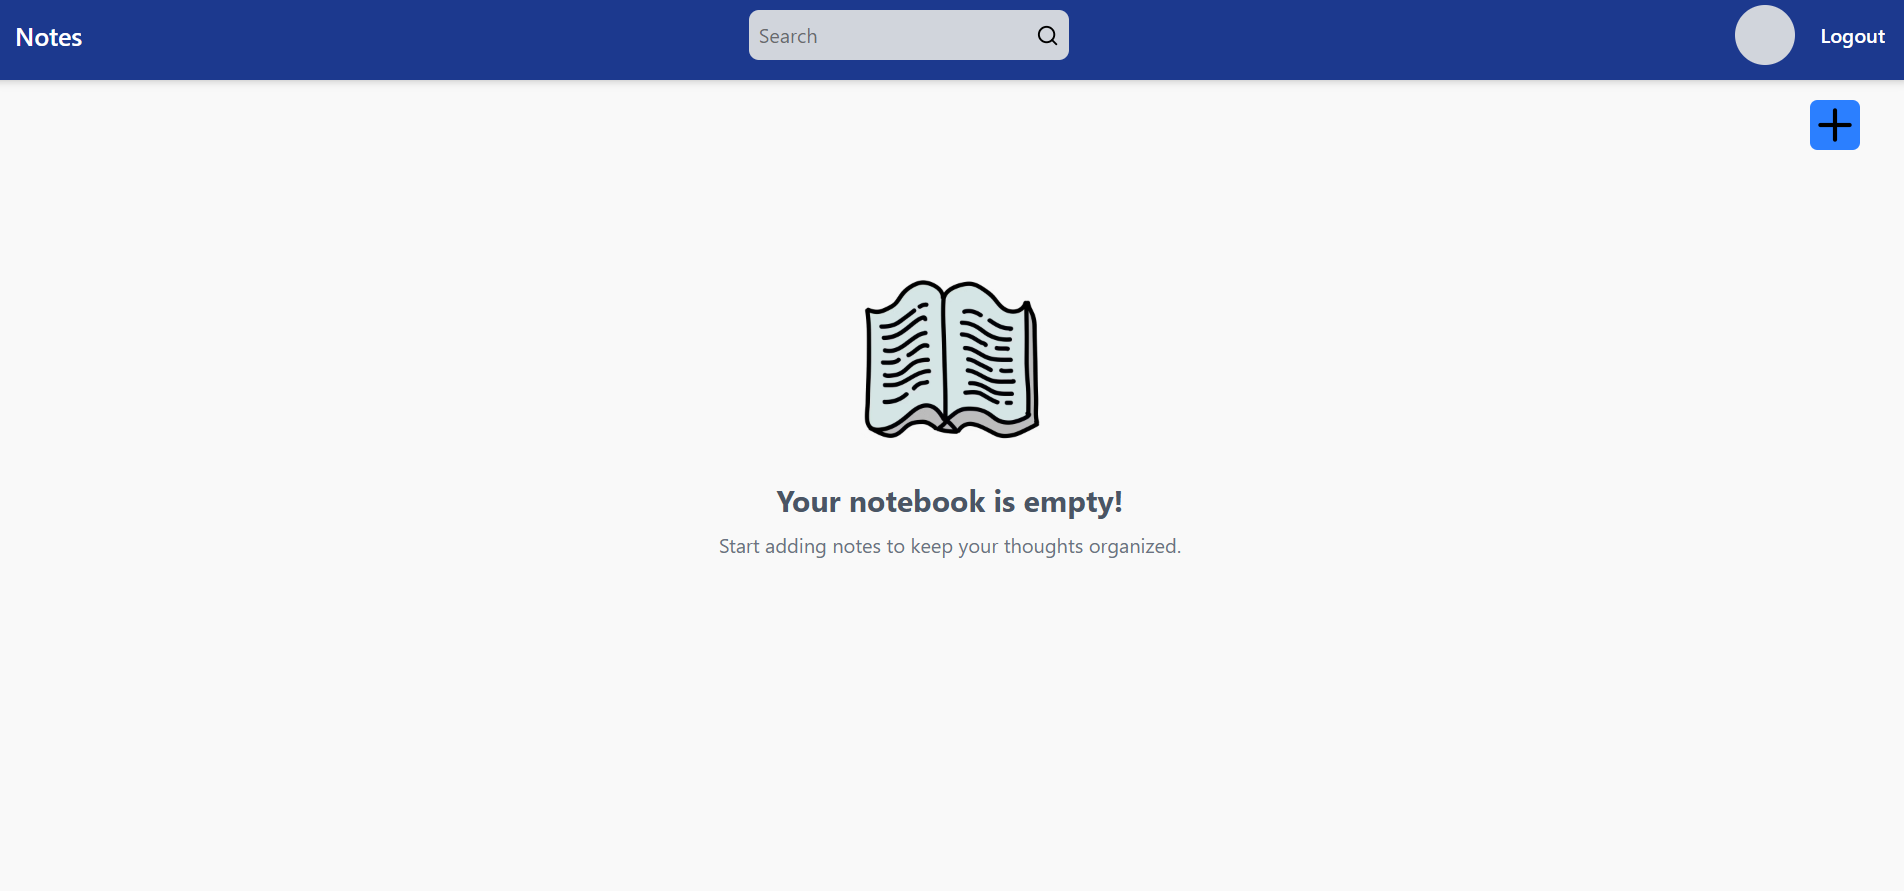 Notes
Search
Logout
Your notebook is empty!
Start adding notes to keep your thoughts organized.